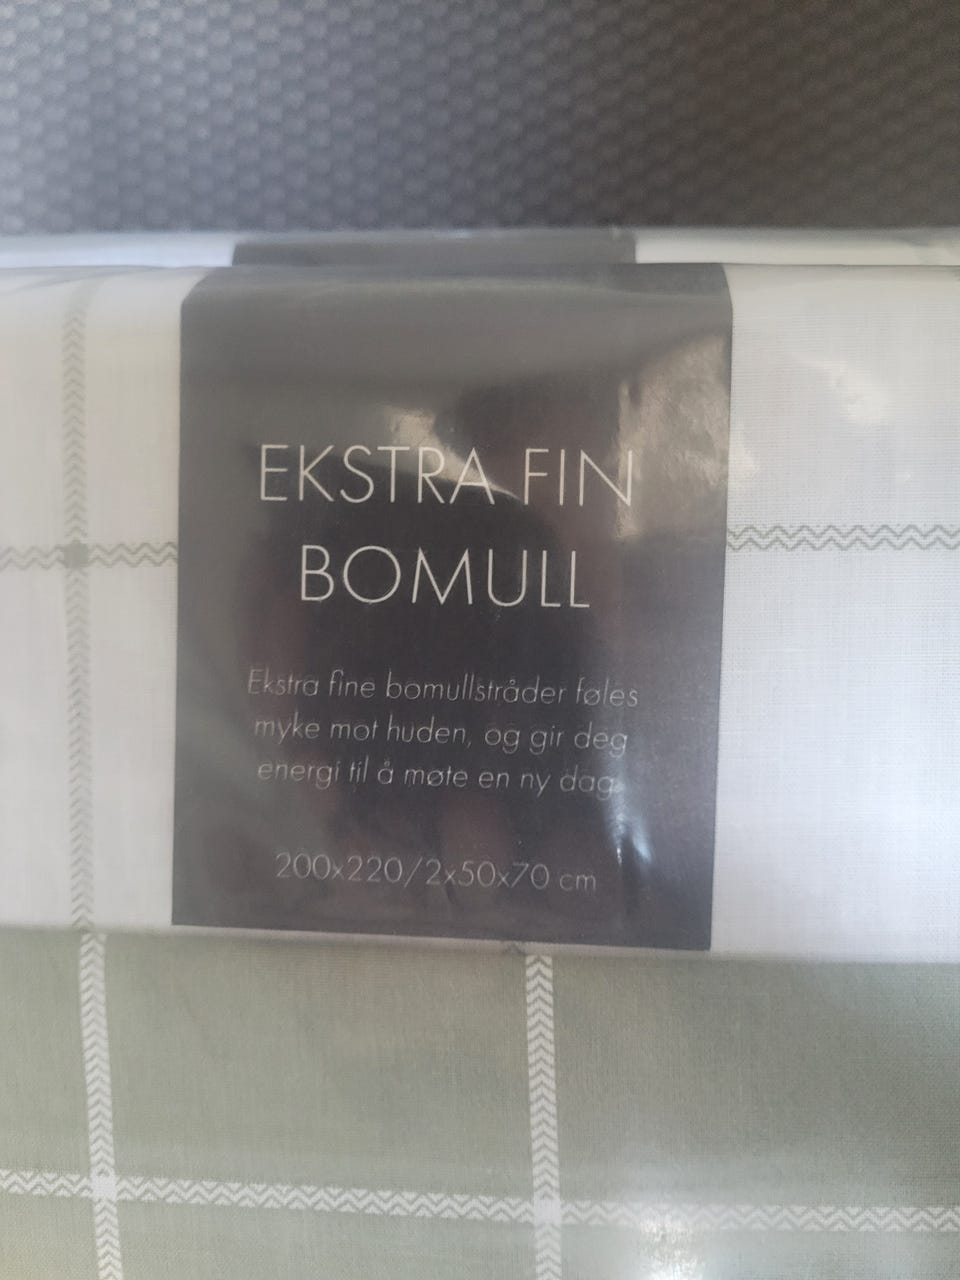 EKSTRA FIN
BOMULL
Ekstra fine bomullstråder føles
myke mot huden, og gir deg
energi til å møte en ny dag
200x220/2x50x70 cm